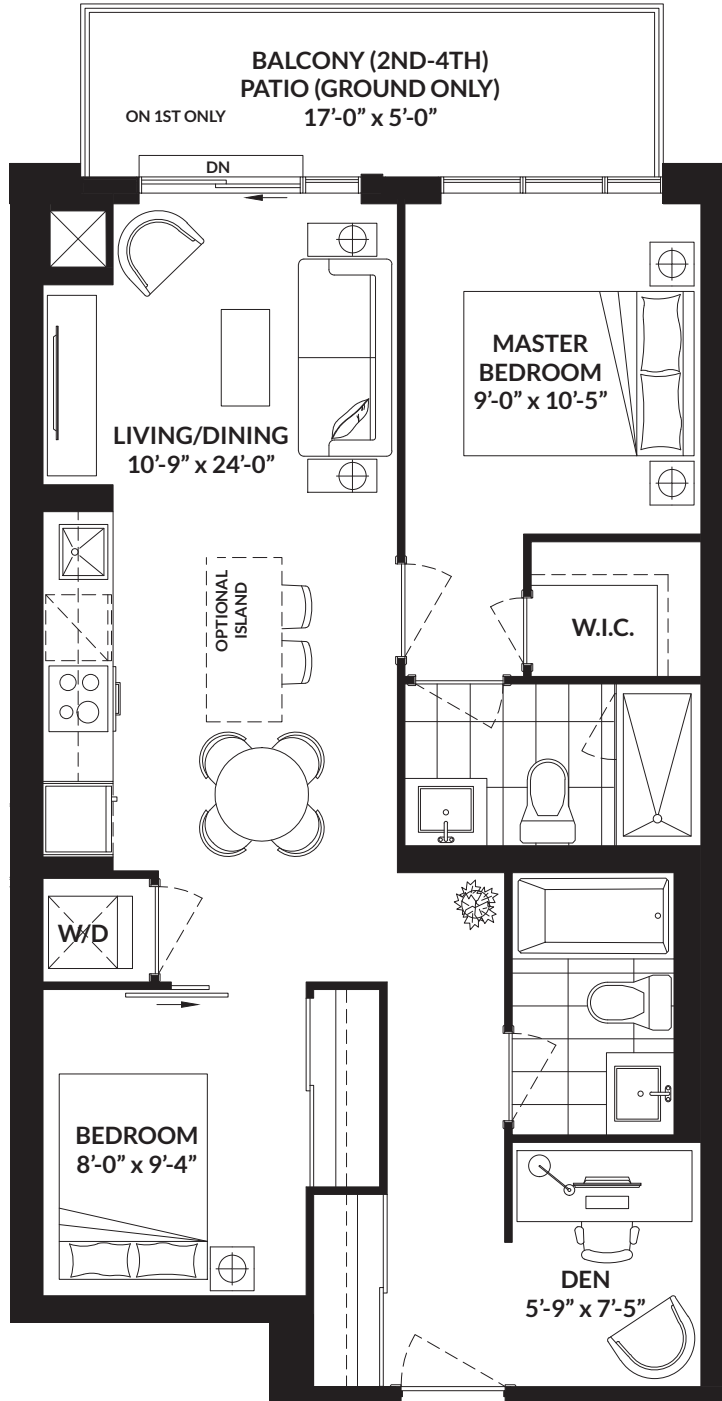 BALCONY (2ND-4TH)
PATIO (GROUND ONLY)
17’-0” x 5’-0”
ON 1ST ONLY
DN
MASTER
BEDROOM
9’-0” x 10’-5”
LIVING/DINING
10’-9” x 24’-0”
OPTIONAL
ISLAND
W.I.C.
W/D
BEDROOM
8’-0” x 9’-4”
DEN
5’-9” x 7’-5”